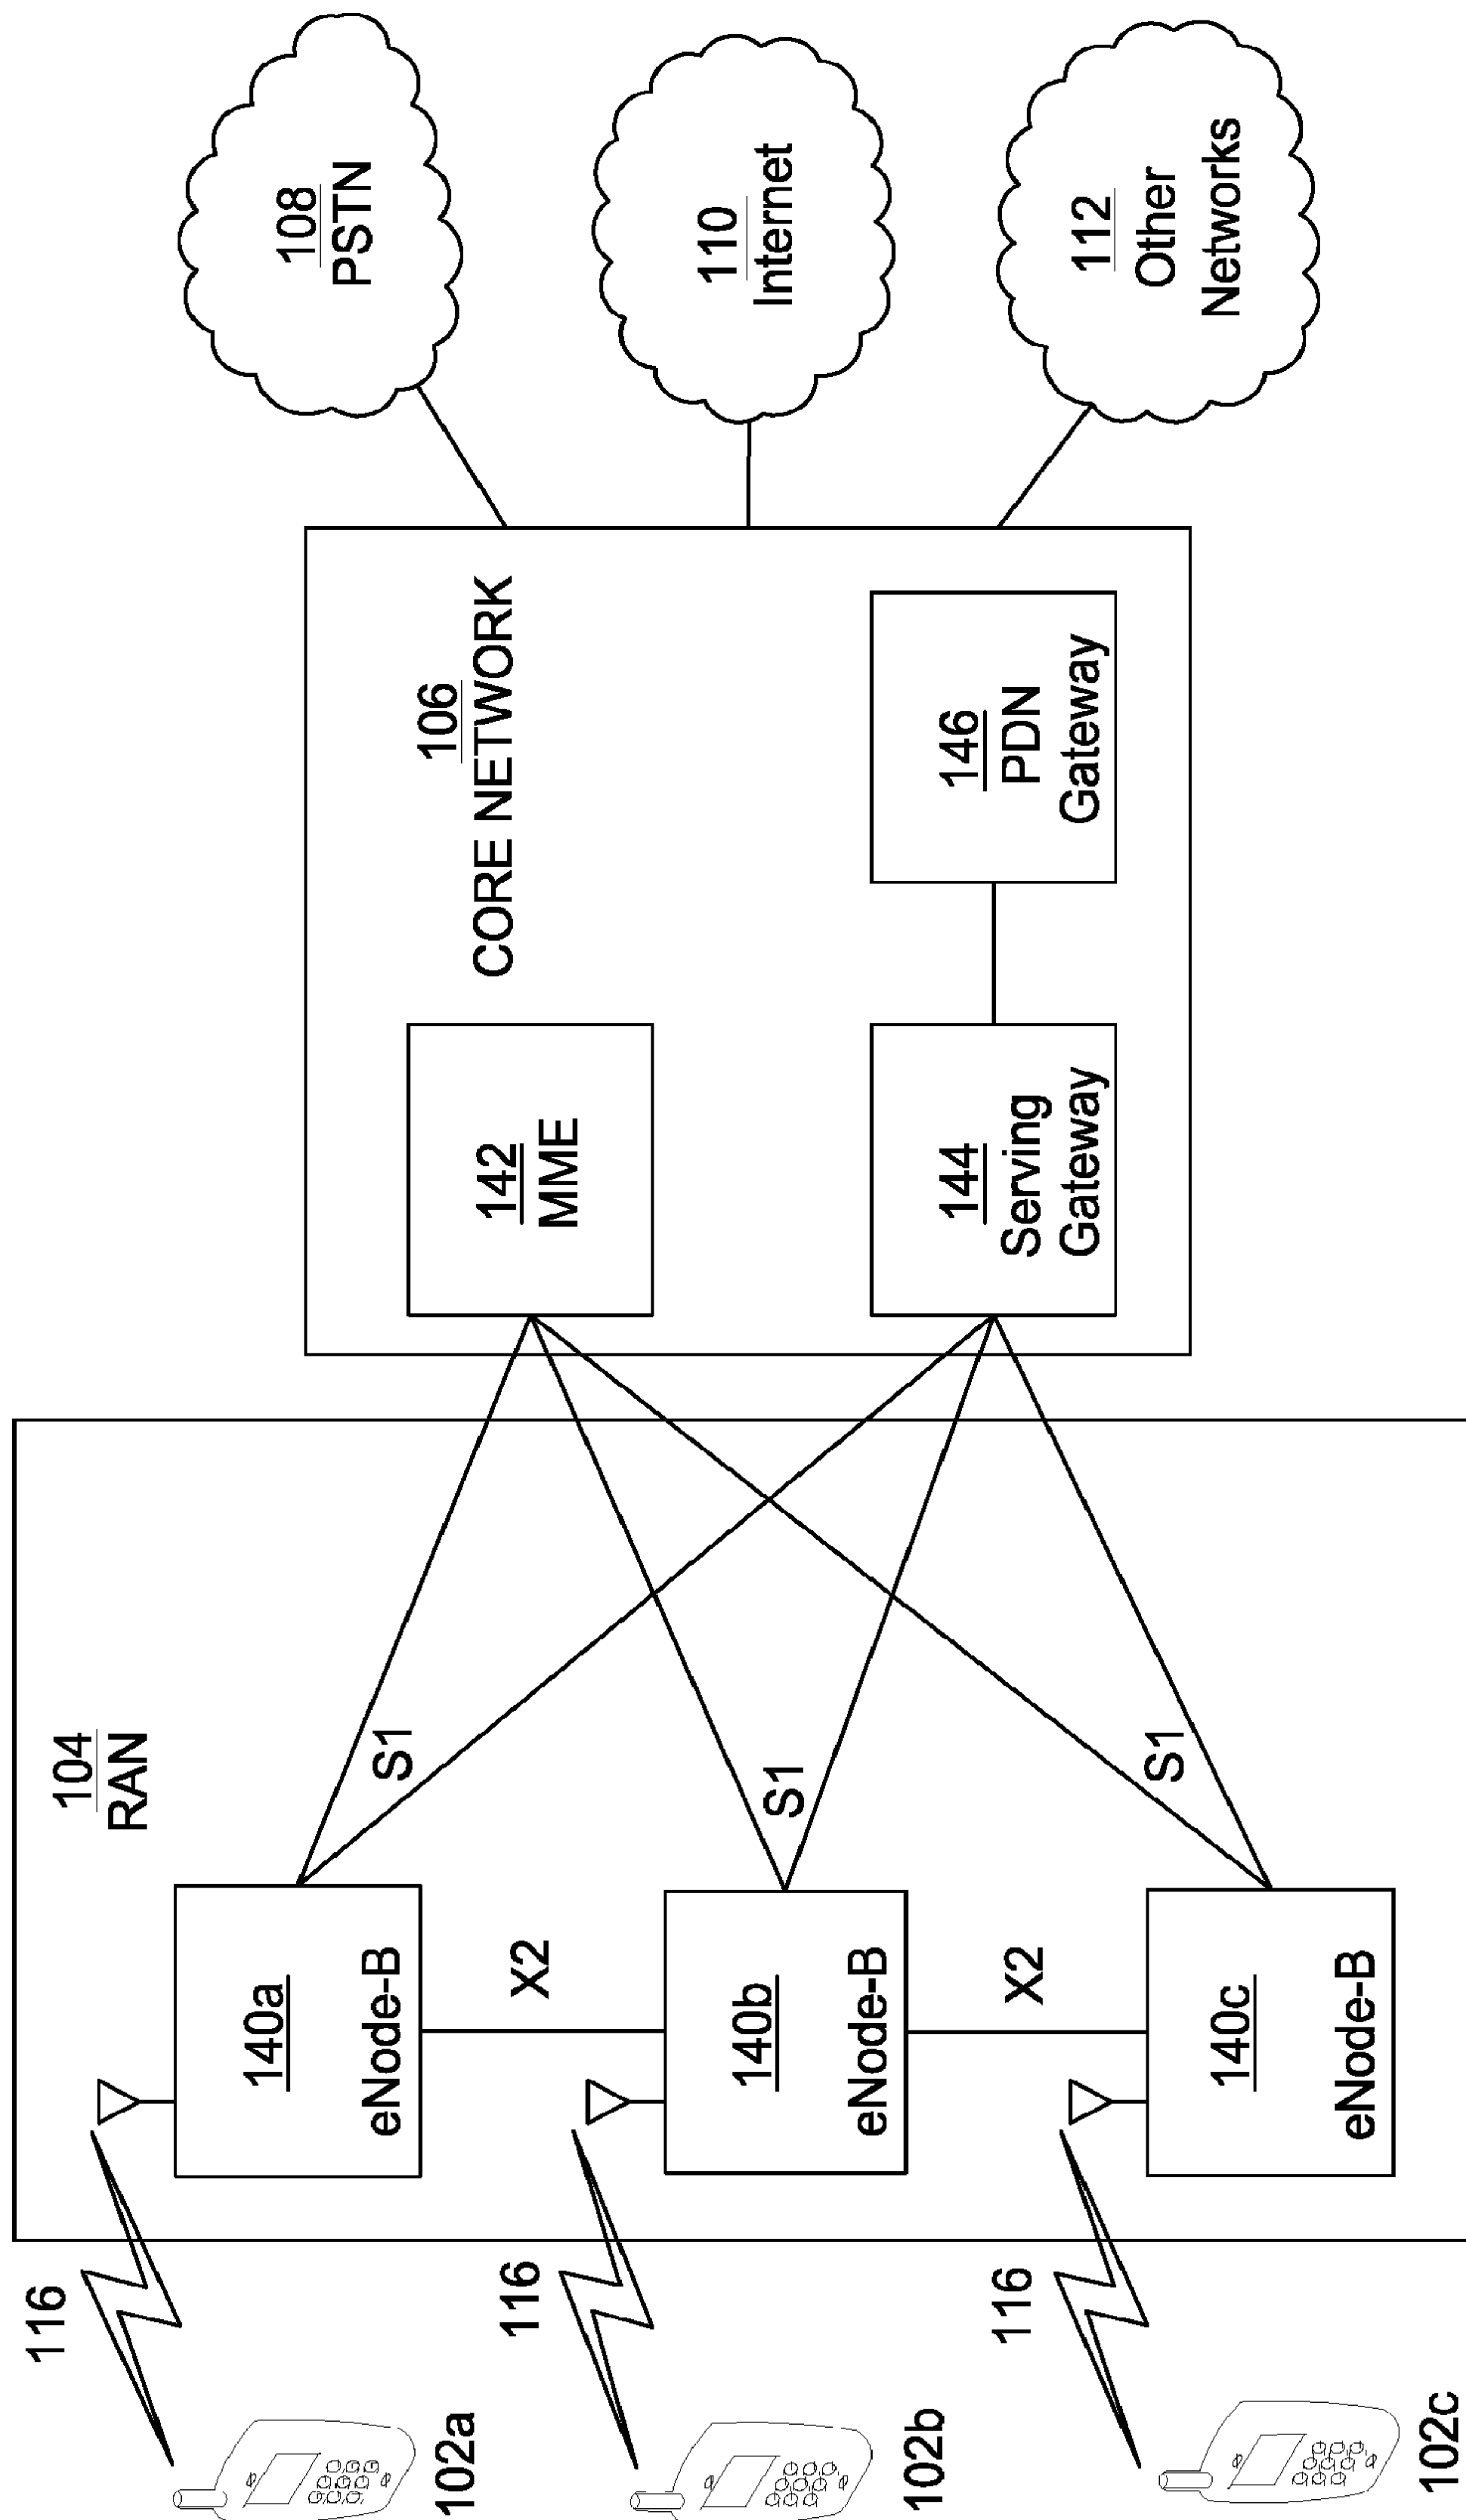 116
102a
116
102b
116
102c
104
RAN
140a
eNode-B
X2
140b
eNode-B
X2
140c
eNode-B
S1
S1
S1
106
CORE NETWORK
142
MME
144
Serving
Gateway
146
PDN
Gateway
108
PSTN
110
Internet
112
Other
Networks